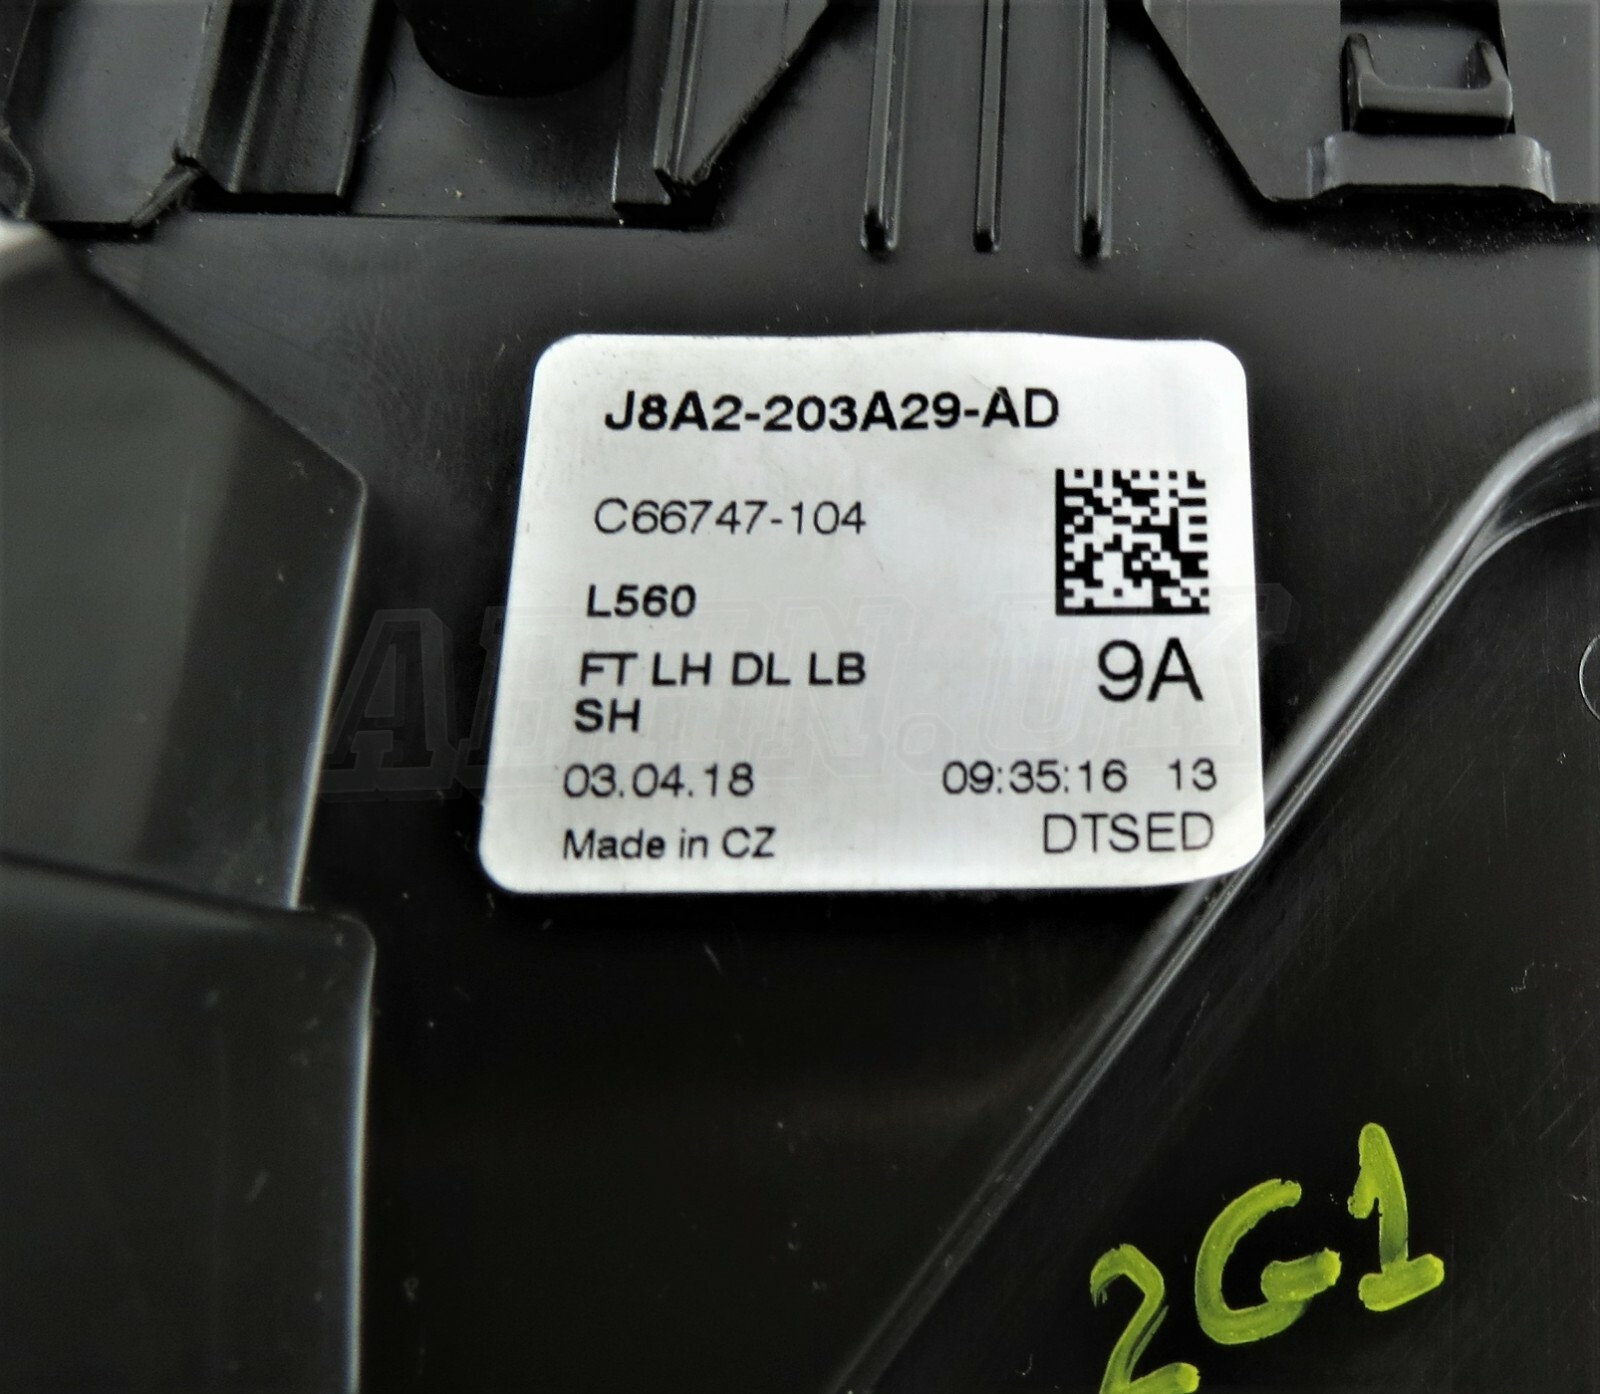 J8A2-203A29-AD
C66747-104
L560
FT LH DL LB
SH
9A
03.04.18 09:35:16 13
Made in CZ DTSED
2G1